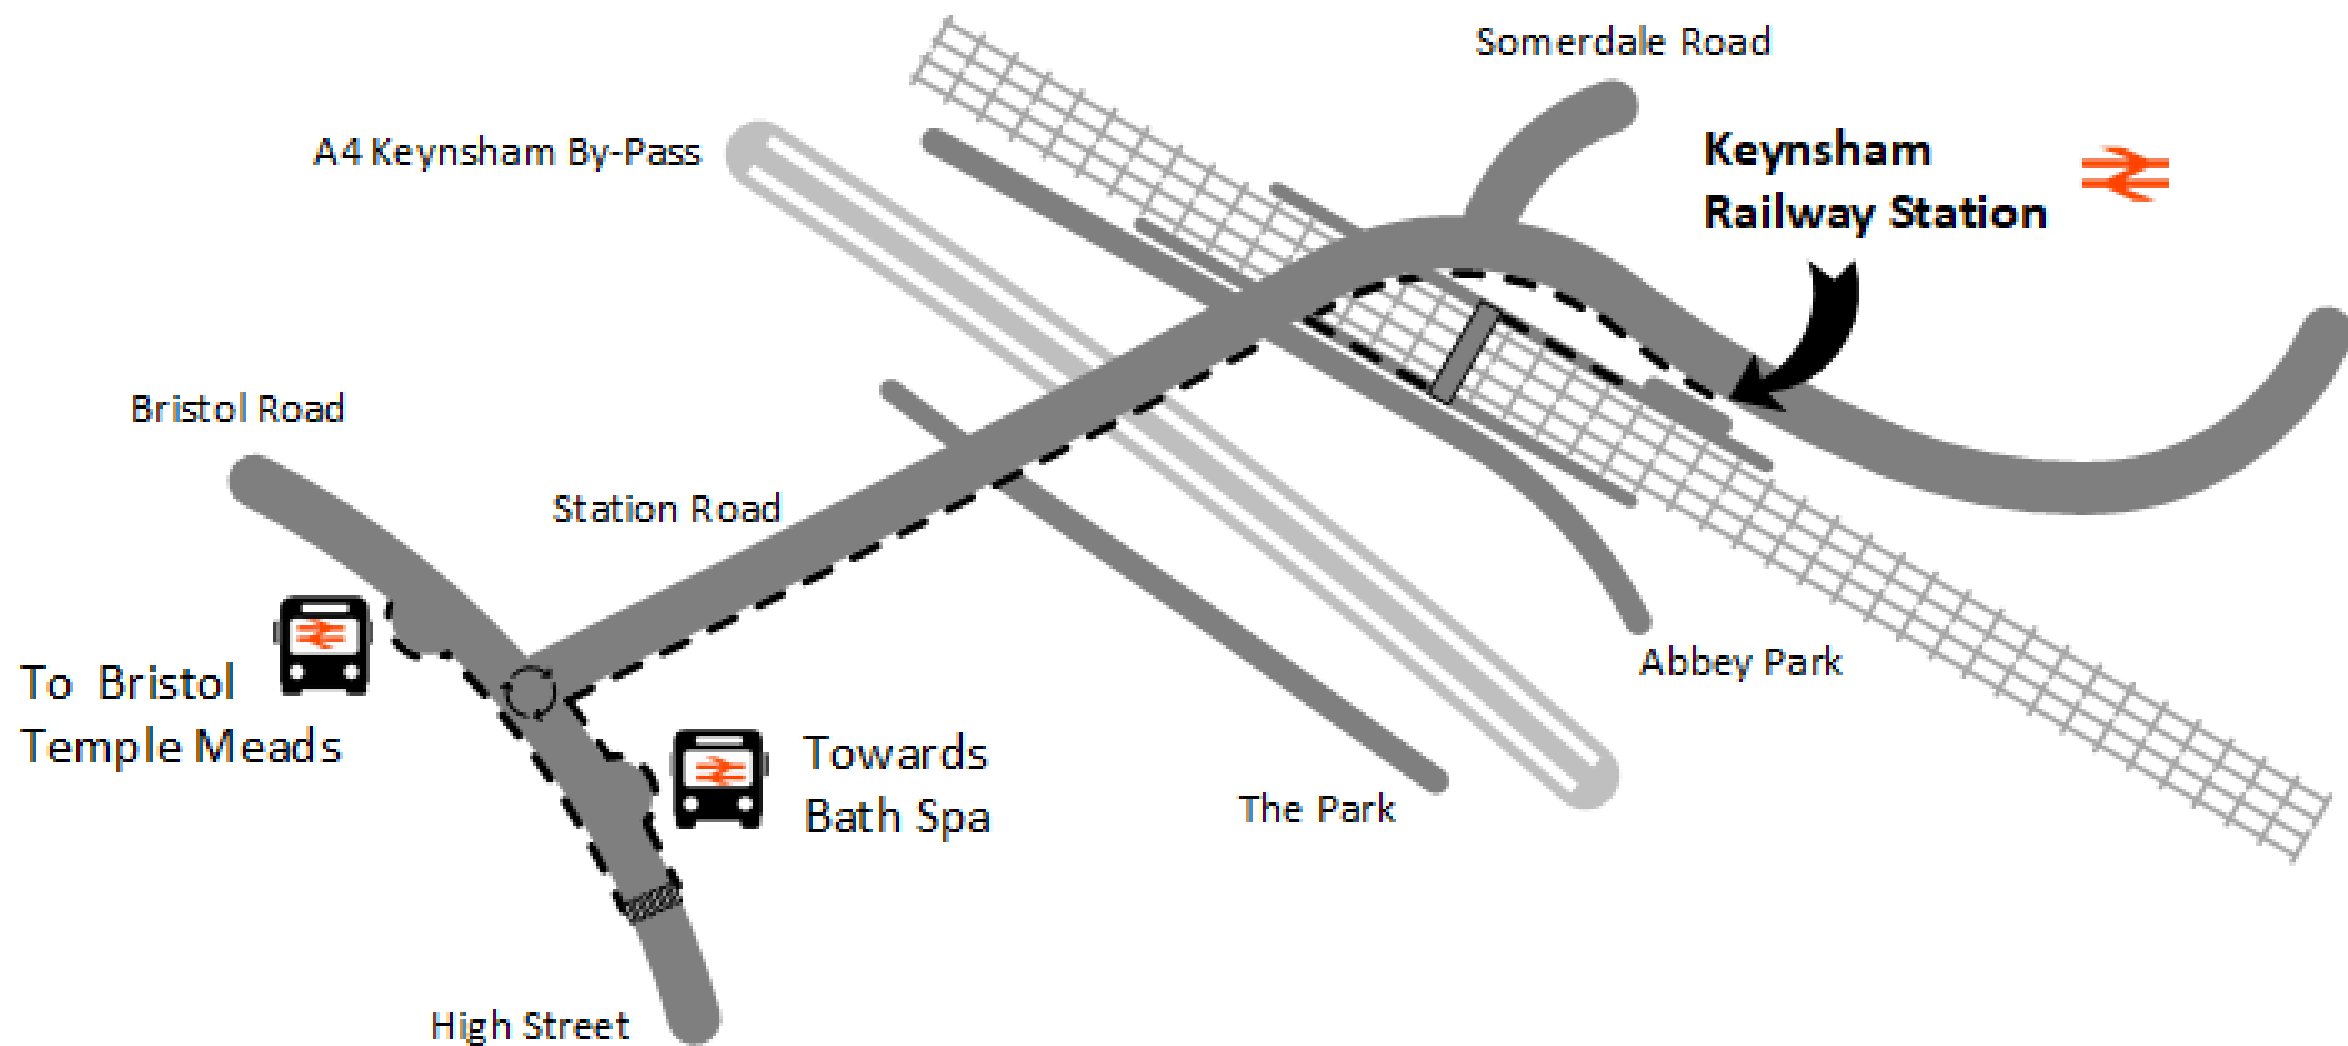 Somerdale Road
A4 Keynsham By-Pass
Keynsham
Railway Station
Bristol Road
Station Road
To Bristol
Temple Meads
Abbey Park
Towards
Bath Spa
The Park
High Street